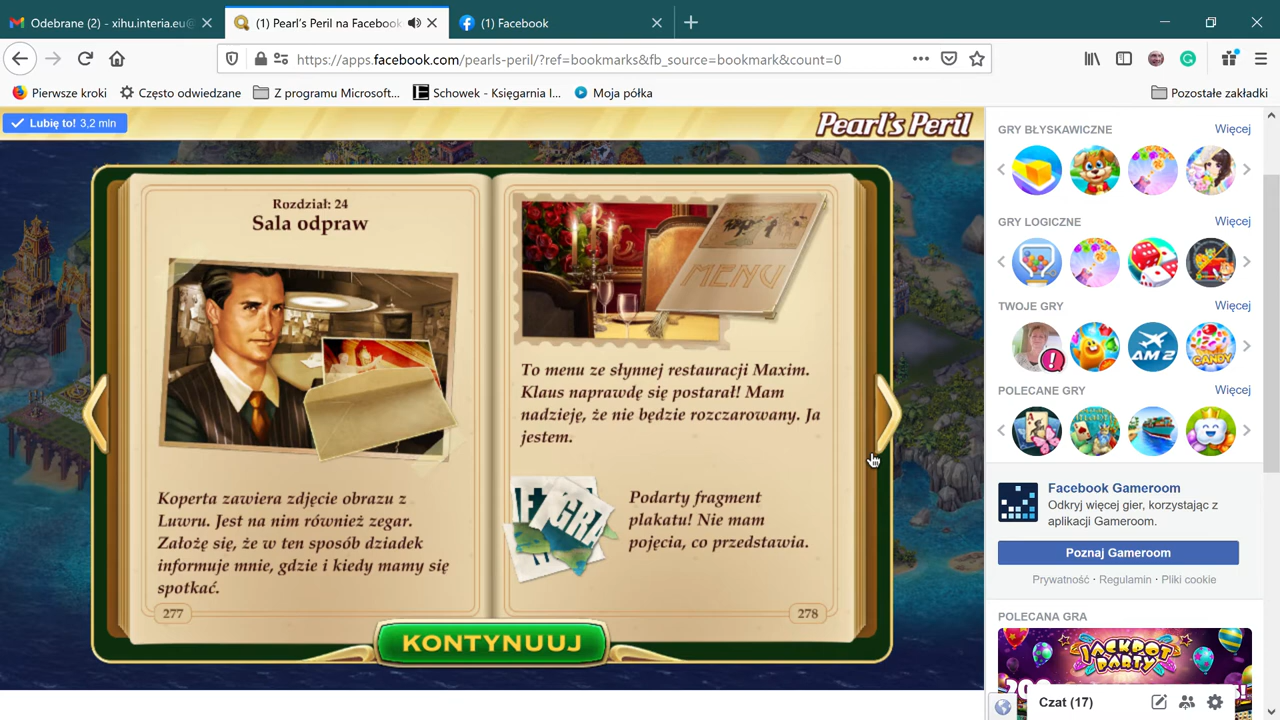 Odebrane (2) - xihu.interia.eu@
(1) Pearl's Peril na Facebook
(1) Facebook
https://apps.facebook.com/pearls-peril/?ref=bookmarks&fb_source=bookmark&count=0
Pierwsze kroki
Często odwiedzane
Z programu Microsoft...
Schowek - Księgarnia I...
Moja półka
Pozostałe zakładki
Lubię to! 3,2 mln
Pearl's Peril
Rozdział: 24
Sala odpraw
Koperta zawiera zdjęcie obrazu z
Luwru. Jest na nim również zegar.
Założę się, że w ten sposób dziadek
informuje mnie, gdzie i kiedy mamy się
spotkać.
277
MENU
To menu ze słynnej restauracji Maxim.
Klaus naprawdę się postarał! Mam
nadzieję, że nie będzie rozczarowany. Ja
jestem.
GRA
Podarty fragment
plakatu! Nie mam
pojęcia, co przedstawia.
278
KONTYNUUJ
GRY BŁYSKAWICZNE
Więcej
GRY LOGICZNE
Więcej
TWOJE GRY
Więcej
AM 2
CANDY
POLECANE GRY
Więcej
Facebook Gameroom
Odkryj więcej gier, korzystając z
aplikacji Gameroom.
Poznaj Gameroom
Prywatność · Regulamin · Pliki cookie
POLECANA GRA
JACKPOT
PARTY
Czat (17)